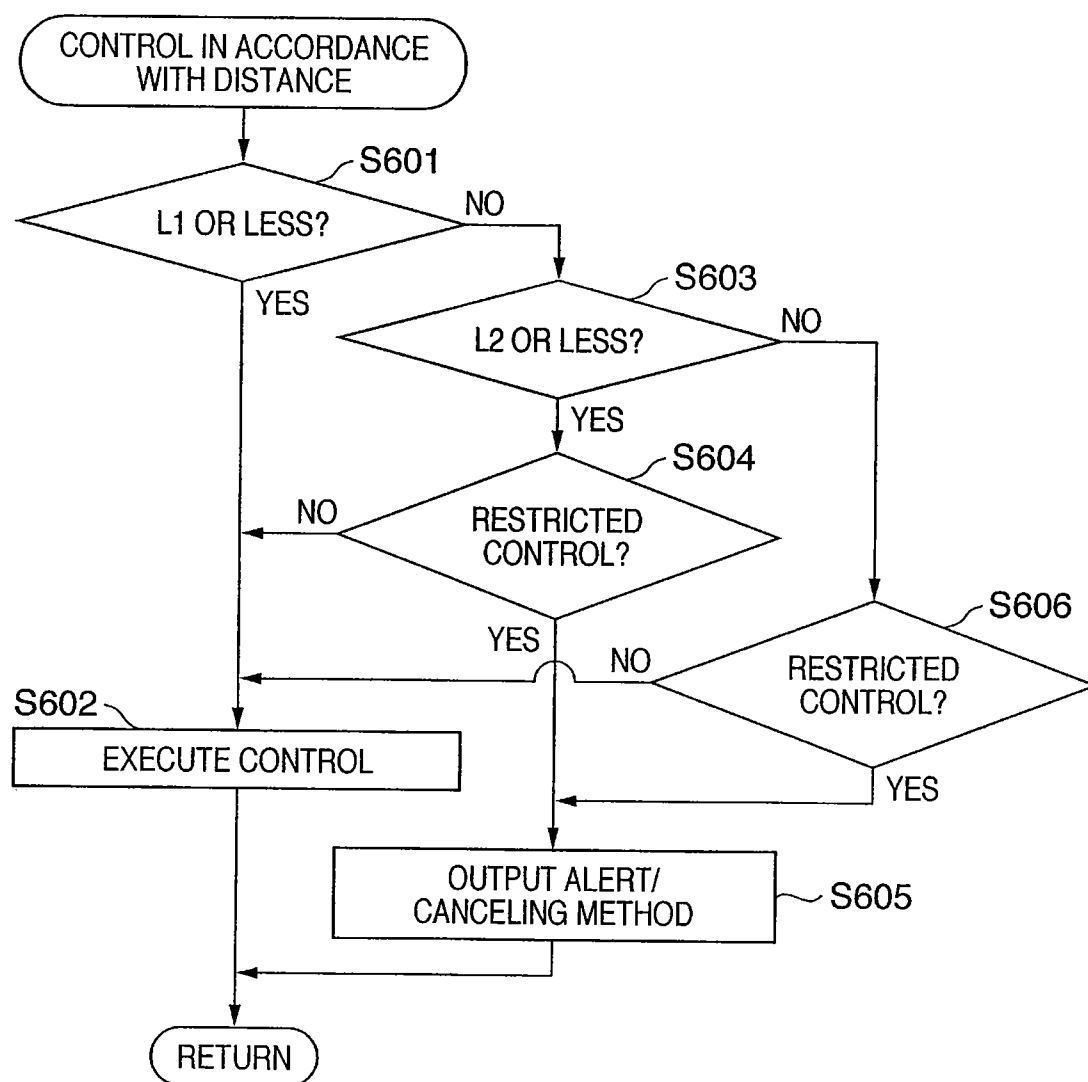 CONTROL IN ACCORDANCE
WITH DISTANCE
S601
L1 OR LESS?
NO
YES
S603
L2 OR LESS?
NO
YES
S604
RESTRICTED
CONTROL?
NO
YES
S606
RESTRICTED
CONTROL?
NO
YES
S602
EXECUTE CONTROL
OUTPUT ALERT/
CANCELING METHOD
S605
RETURN